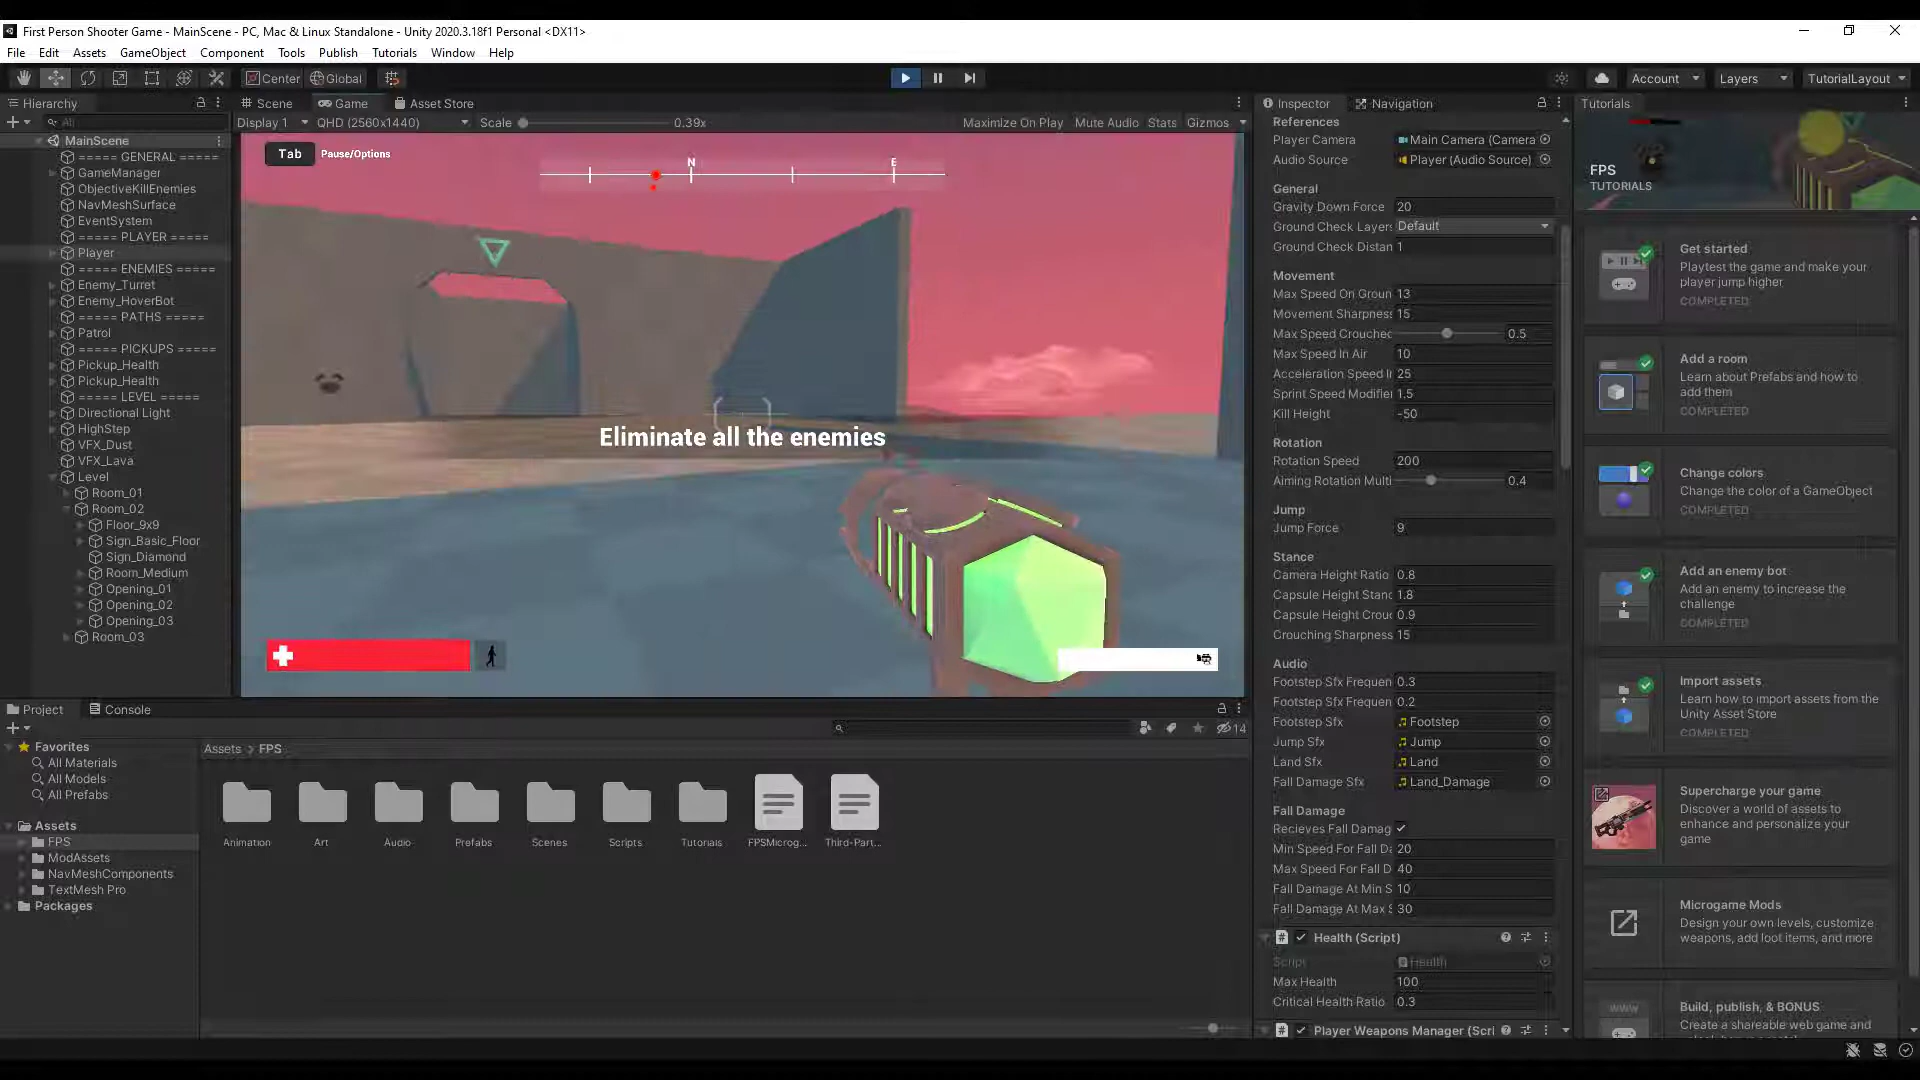 First Person Shooter Game - MainScene - PC, Mac & Linux Standalone - Unity 2020.3.18f1 Personal <DX11>
File Edit Assets GameObject Component Tools Tutorials Publish Window Help
Center Global
Account Layers TutorialLayout
Hierarchy
All
MainScene
===== GENERAL =====
GameManager
ObjectiveKillEnemies
NavMeshSurface
EventSystem
===== PLAYER =====
Player
===== ENEMIES =====
Enemy_Turret
Enemy_HoverBot
===== PATHS =====
Patrol
===== PICKUPS =====
Pickup_Health
Pickup_Health
===== LEVEL =====
Directional Light
HighStep
VFX_Dust
VFX_Lava
Level
Room_01
Room_02
Floor_9x9
Sign_Basic_Floor
Sign_Diamond
Room_Medium
Opening_01
Opening_02
Opening_03
Room_03
Scene Game Asset Store
Display 1 QHD (2560x1440) Scale 0.39x Maximize On Play Mute Audio Stats Gizmos
Tab Pause/Options
N E
Eliminate all the enemies
Inspector Navigation
References
Player Camera Main Camera (Camera
Audio Source Player (Audio Source)
General
Gravity Down Force 20
Ground Check Layers Default
Ground Check Distan 1
Movement
Max Speed On Groun 13
Movement Sharpness 15
Max Speed Crouched 0.5
Max Speed In Air 10
Acceleration Speed I 25
Sprint Speed Modifier 1.5
Kill Height -50
Rotation
Rotation Speed 200
Aiming Rotation Multi 0.4
Jump
Jump Force 9
Stance
Camera Height Ratio 0.8
Capsule Height Stand 1.8
Capsule Height Crou 0.9
Crouching Sharpness 15
Audio
Footstep Sfx Frequen 0.3
Footstep Sfx Frequen 0.2
Footstep Sfx Footstep
Jump Sfx Jump
Land Sfx Land
Fall Damage Sfx Land_Damage
Fall Damage
Recieves Fall Damag
Min Speed For Fall Da 20
Max Speed For Fall D 40
Fall Damage At Min S 10
Fall Damage At Max S 30
Health (Script)
Script Health
Max Health 100
Critical Health Ratio 0.3
Player Weapons Manager (Scri
Tutorials
FPS
TUTORIALS
Get started
Playtest the game and make your
player jump higher
COMPLETED
Add a room
Learn about Prefabs and how to
add them
COMPLETED
Change colors
Change the color of a GameObject
COMPLETED
Add an enemy bot
Add an enemy to increase the
challenge
COMPLETED
Import assets
Learn how to import assets from the
Unity Asset Store
COMPLETED
Supercharge your game
Discover a world of assets to
enhance and personalize your
game
Microgame Mods
Design your own levels, customize
weapons, add loot items, and more
Build, publish, & BONUS
www
Create a shareable web game and
Project Console
14
Favorites
All Materials
All Models
All Prefabs
Assets
FPS
ModAssets
NavMeshComponents
TextMesh Pro
Packages
Assets > FPS
Animation Art Audio Prefabs Scenes Scripts Tutorials FPSMicrog... Third-Part...